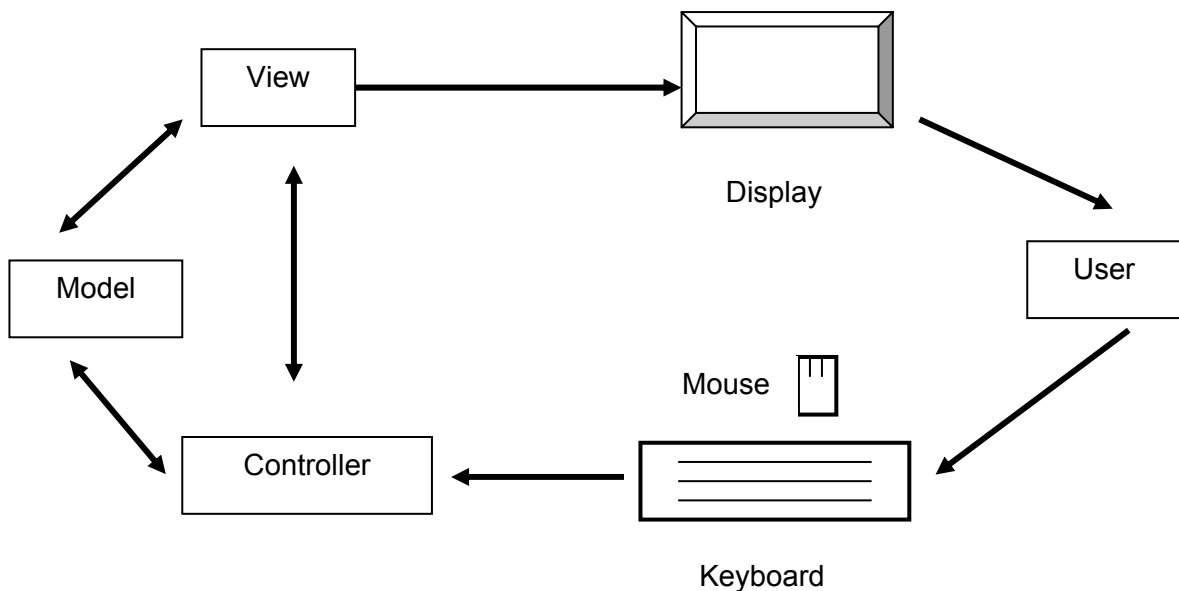 View
Display
User
Model
Mouse
Controller
Keyboard